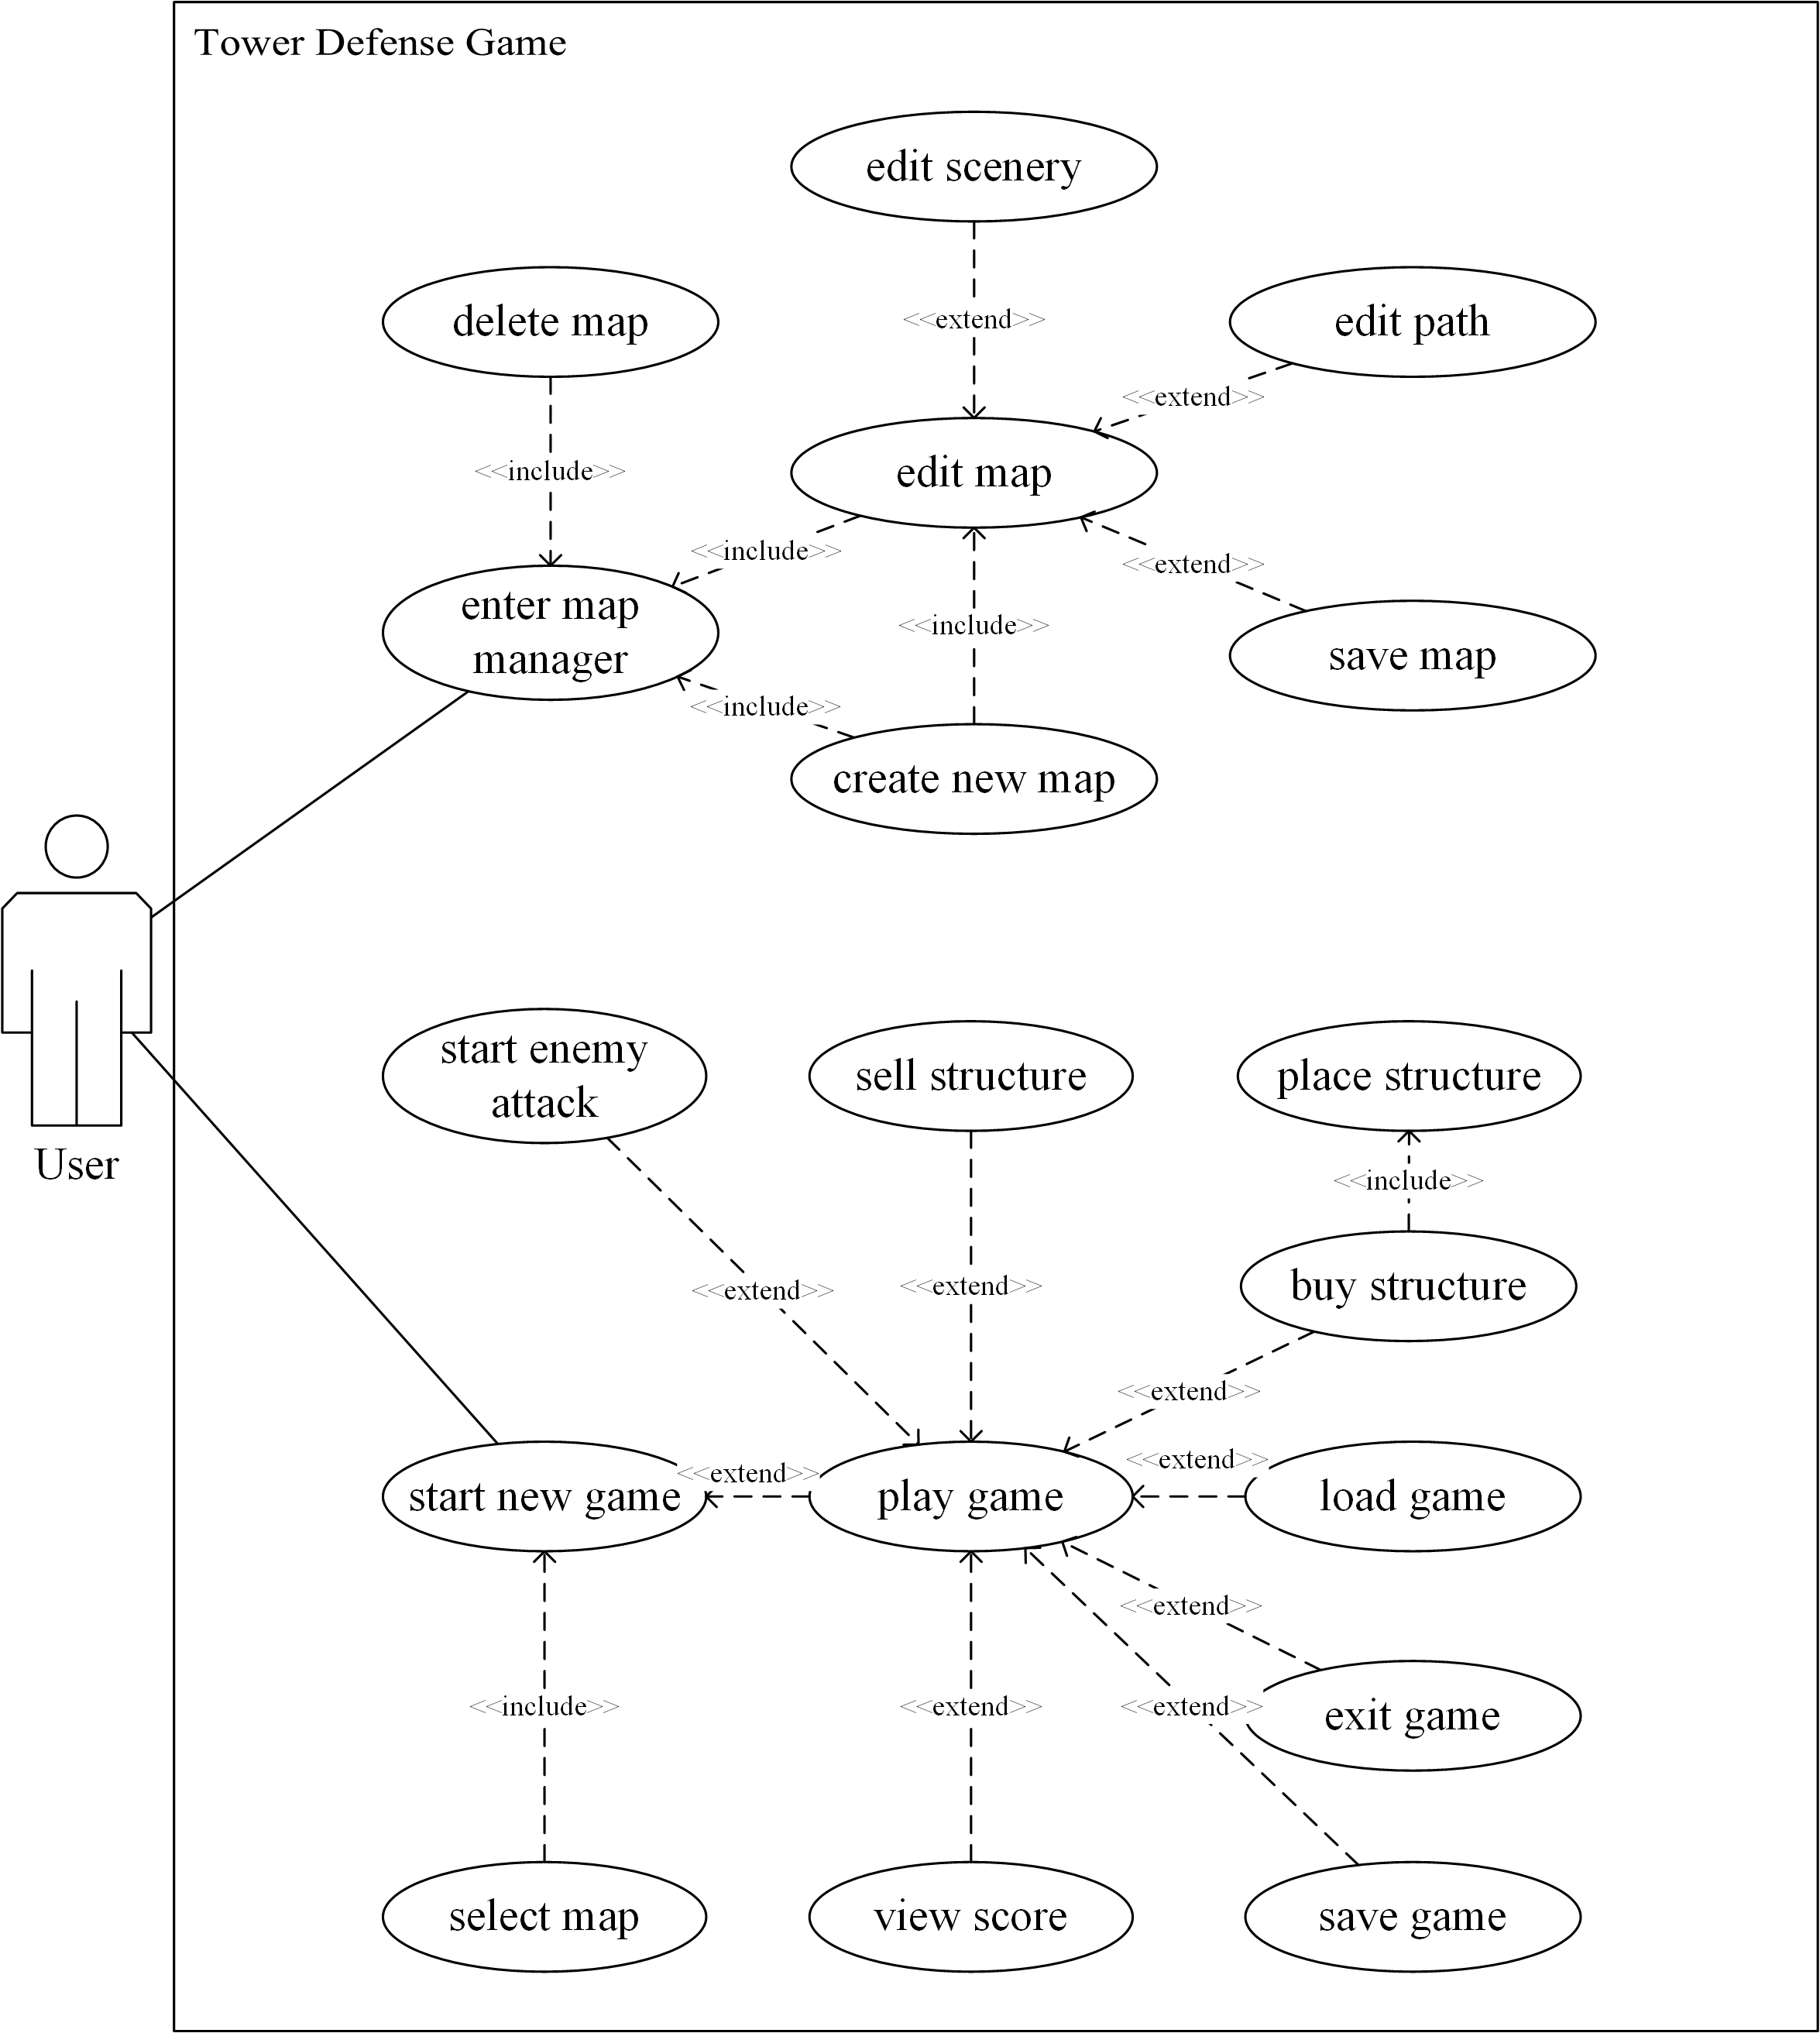 Tower Defense Game
edit scenery
delete map
<<extend>>
edit path
<<extend>>
<<include>>
edit map
<<include>>
<<extend>>
enter map
manager
<<include>>
save map
<<include>>
create new map
start enemy
attack
sell structure
place structure
User
<<include>>
<<extend>>
<<extend>>
buy structure
<<extend>>
<<extend>>
<<extend>>
start new game
play game
load game
<<extend>>
<<include>>
<<extend>>
<<extend>>
exit game
select map
view score
save game